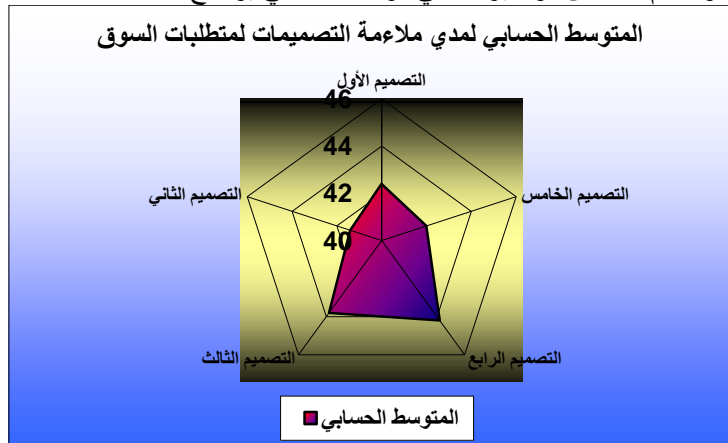 المتوسط الحسابي لمدي ملاءمة التصميمات لمتطلبات السوق
التصميم الأول
46
44
42
40
التصميم الثاني
التصميم الخامس
التصميم الثالث
التصميم الرابع
المتوسط الحسابي